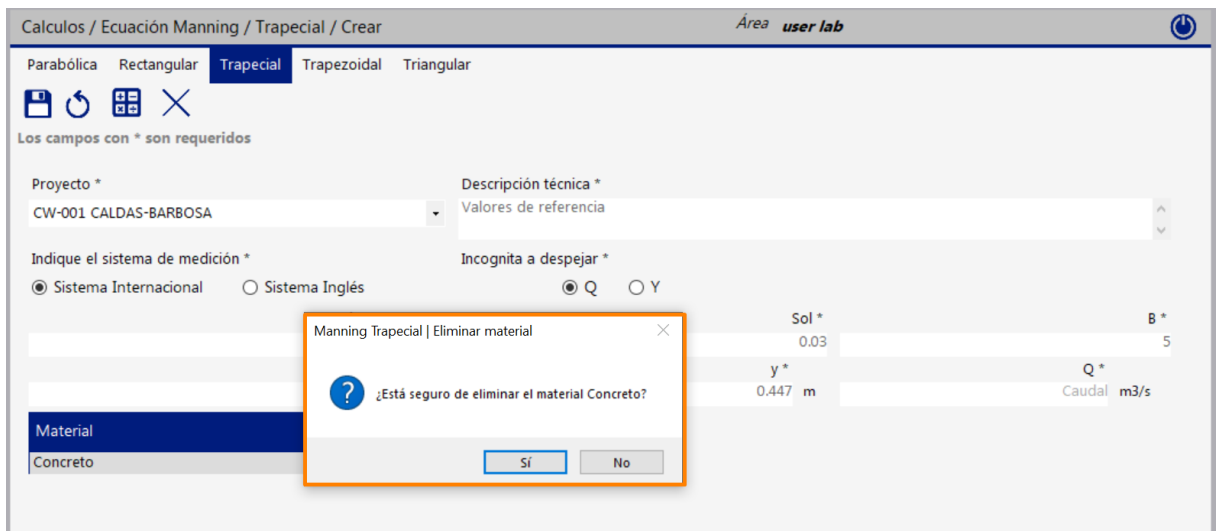 Calculos / Ecuación Manning / Trapecial / Crear Área user lab
Parabólica Rectangular Trapecial Trapezoidal Triangular
Los campos con * son requeridos
Proyecto * Descripción técnica *
CW-001 CALDAS-BARBOSA Valores de referencia
Indique el sistema de medición * Incognita a despejar *
Sistema Internacional Sistema Inglés Q Y
Sol * B *
0.03 5
y * Q *
0.447 m Caudal m3/s
Manning Trapecial | Eliminar material
¿Está seguro de eliminar el material Concreto?
Sí No
Material
Concreto